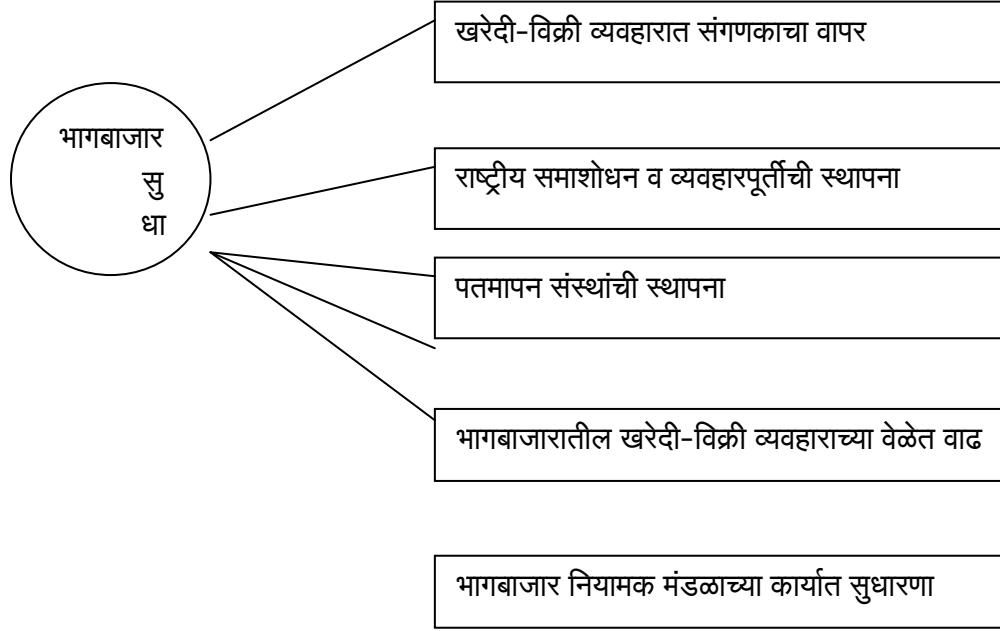 भागबाजार
सु
धा
खरेदी-विक्री व्यवहारात संगणकाचा वापर
राष्ट्रीय समाशोधन व व्यवहारपूर्तीची स्थापना
पतमापन संस्थांची स्थापना
भागबाजारातील खरेदी-विक्री व्यवहाराच्या वेळेत वाढ
भागबाजार नियामक मंडळाच्या कार्यात सुधारणा